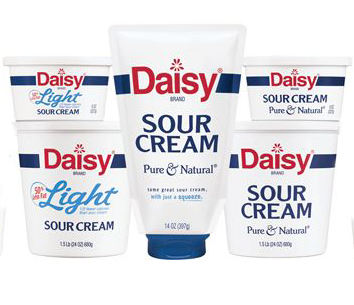 Daisy®
BRAND
Light
SOUR CREAM
Daisy®
BRAND
SOUR
CREAM
Pure & Natural®
same great sour cream,
with just a squeeze.
14 OZ (397g)
Daisy®
BRAND
SOUR CREAM
Pure & Natural®
Daisy®
BRAND
50%
Less Fat
Light
SOUR CREAM
1.5 Lb (24 OZ) 680g
Daisy®
BRAND
SOUR
CREAM
Pure & Natural®
1.5 Lb (24 OZ) 680g